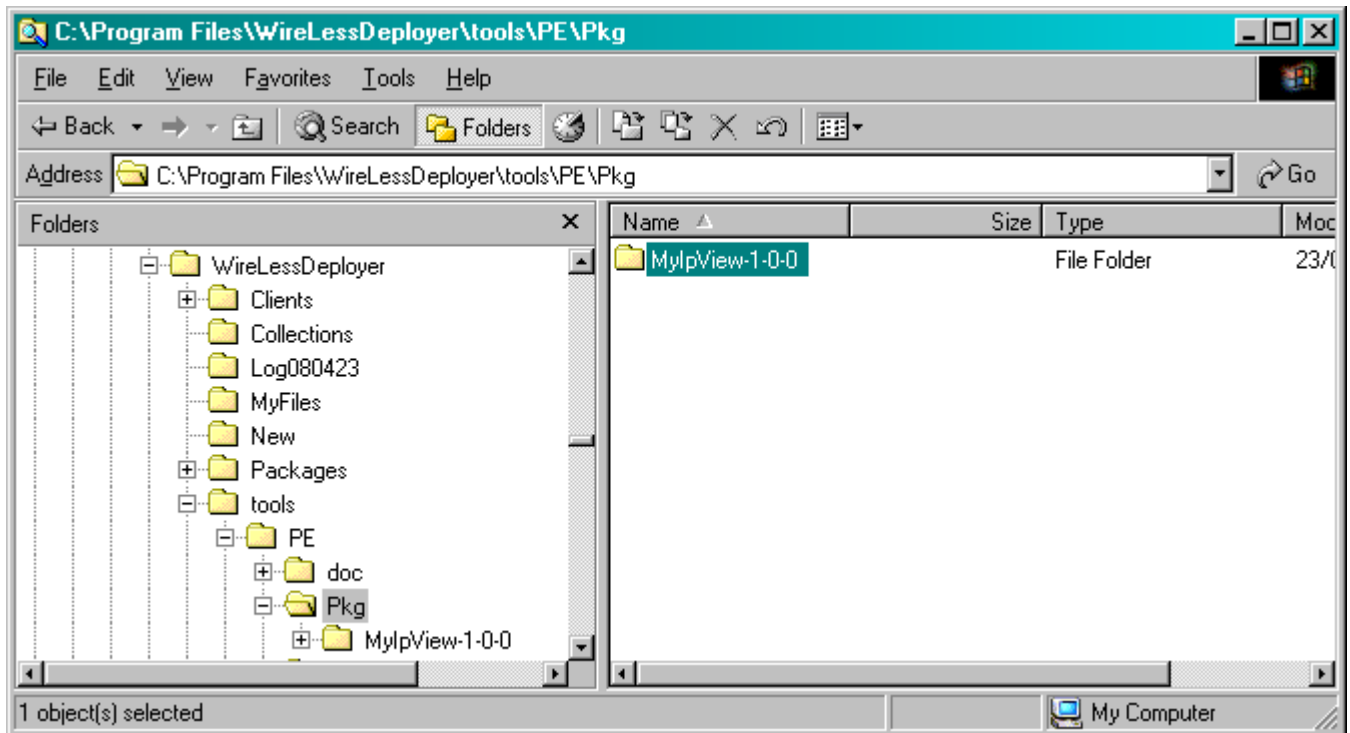 C:\Program Files\WireLessDeployer\tools\PE\Pkg
File Edit View Favorites Tools Help
Back Search Folders
Address C:\Program Files\WireLessDeployer\tools\PE\Pkg Go
Folders
Name Size Type
WireLessDeployer
Clients
Collections
Log080423
MyFiles
New
Packages
tools
PE
doc
Pkg
MyIpView-1-0-0
MyIpView-1-0-0 File Folder
1 object(s) selected My Computer